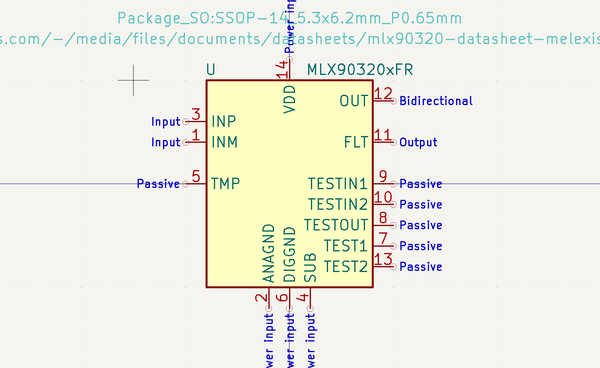 Package_SO:SSOP-14_5.3x6.2mm_P0.65mm
s.com/-/media/files/documents/datasheets/mlx90320-datasheet-melexis
U
MLX90320xFR
Power inp
14
VDD
OUT
12
Bidirectional
Input
3
INP
Input
1
INM
FLT
11
Output
Passive
5
TMP
TESTIN1
9
Passive
TESTIN2
10
Passive
TESTOUT
8
Passive
TEST1
7
Passive
TEST2
13
Passive
ANAGND
DIGGND
SUB
2
6
4
wer input
wer input
wer input